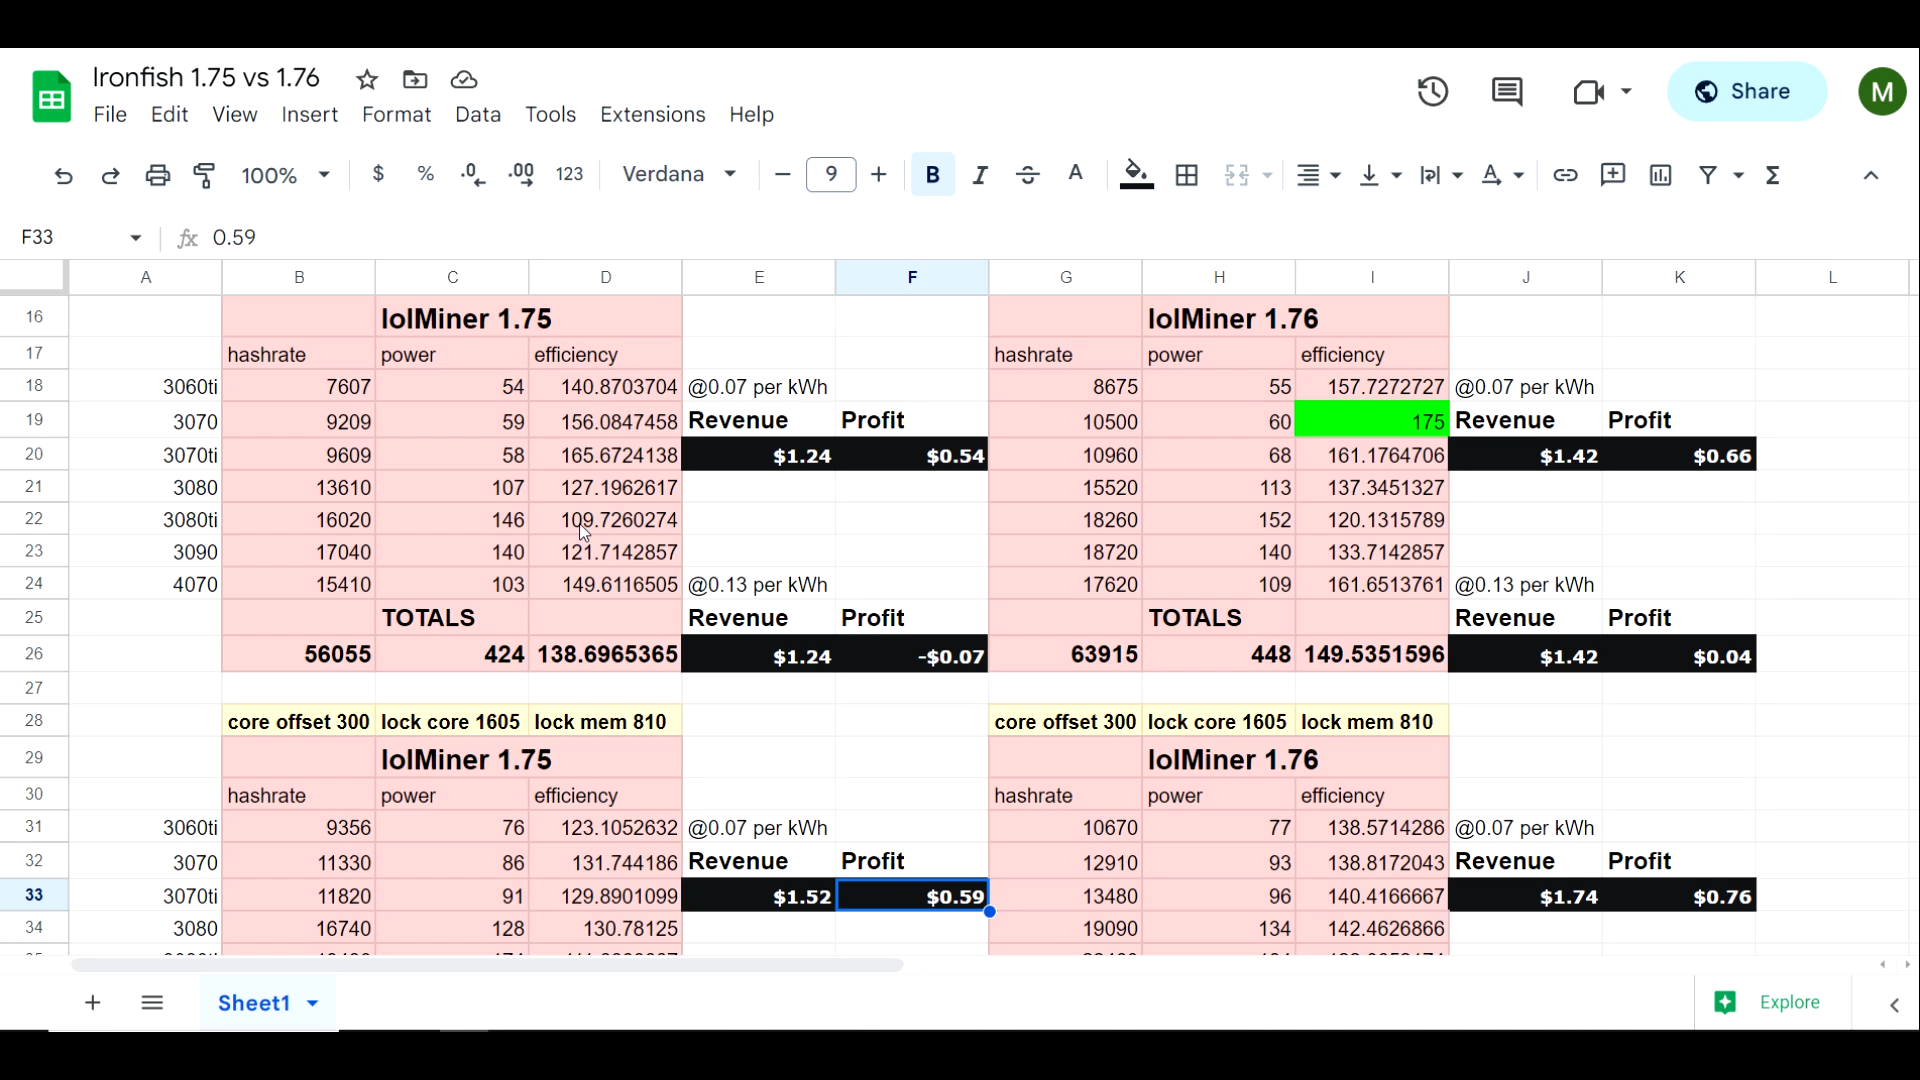 Ironfish 1.75 vs 1.76
File Edit View Insert Format Data Tools Extensions Help
Share
M
100% $ % .0 .00 123 Verdana 9 B I S A
F33 fx 0.59
A B C D E F G H I J K L
16 lolMiner 1.75 lolMiner 1.76
17 hashrate power efficiency hashrate power efficiency
18 3060ti 7607 54 140.8703704 @0.07 per kWh 8675 55 157.7272727 @0.07 per kWh
19 3070 9209 59 156.0847458 Revenue Profit 10500 60 175 Revenue Profit
20 3070ti 9609 58 165.6724138 $1.24 $0.54 10960 68 161.1764706 $1.42 $0.66
21 3080 13610 107 127.1962617 15520 113 137.3451327
22 3080ti 16020 146 109.7260274 18260 152 120.1315789
23 3090 17040 140 121.7142857 18720 140 133.7142857
24 4070 15410 103 149.6116505 @0.13 per kWh 17620 109 161.6513761 @0.13 per kWh
25 TOTALS Revenue Profit TOTALS Revenue Profit
26 56055 424 138.6965365 $1.24 -$0.07 63915 448 149.5351596 $1.42 $0.04
27
28 core offset 300 lock core 1605 lock mem 810 core offset 300 lock core 1605 lock mem 810
29 lolMiner 1.75 lolMiner 1.76
30 hashrate power efficiency hashrate power efficiency
31 3060ti 9356 76 123.1052632 @0.07 per kWh 10670 77 138.5714286 @0.07 per kWh
32 3070 11330 86 131.744186 Revenue Profit 12910 93 138.8172043 Revenue Profit
33 3070ti 11820 91 129.8901099 $1.52 $0.59 13480 96 140.4166667 $1.74 $0.76
34 3080 16740 128 130.78125 19090 134 142.4626866
Sheet1
Explore